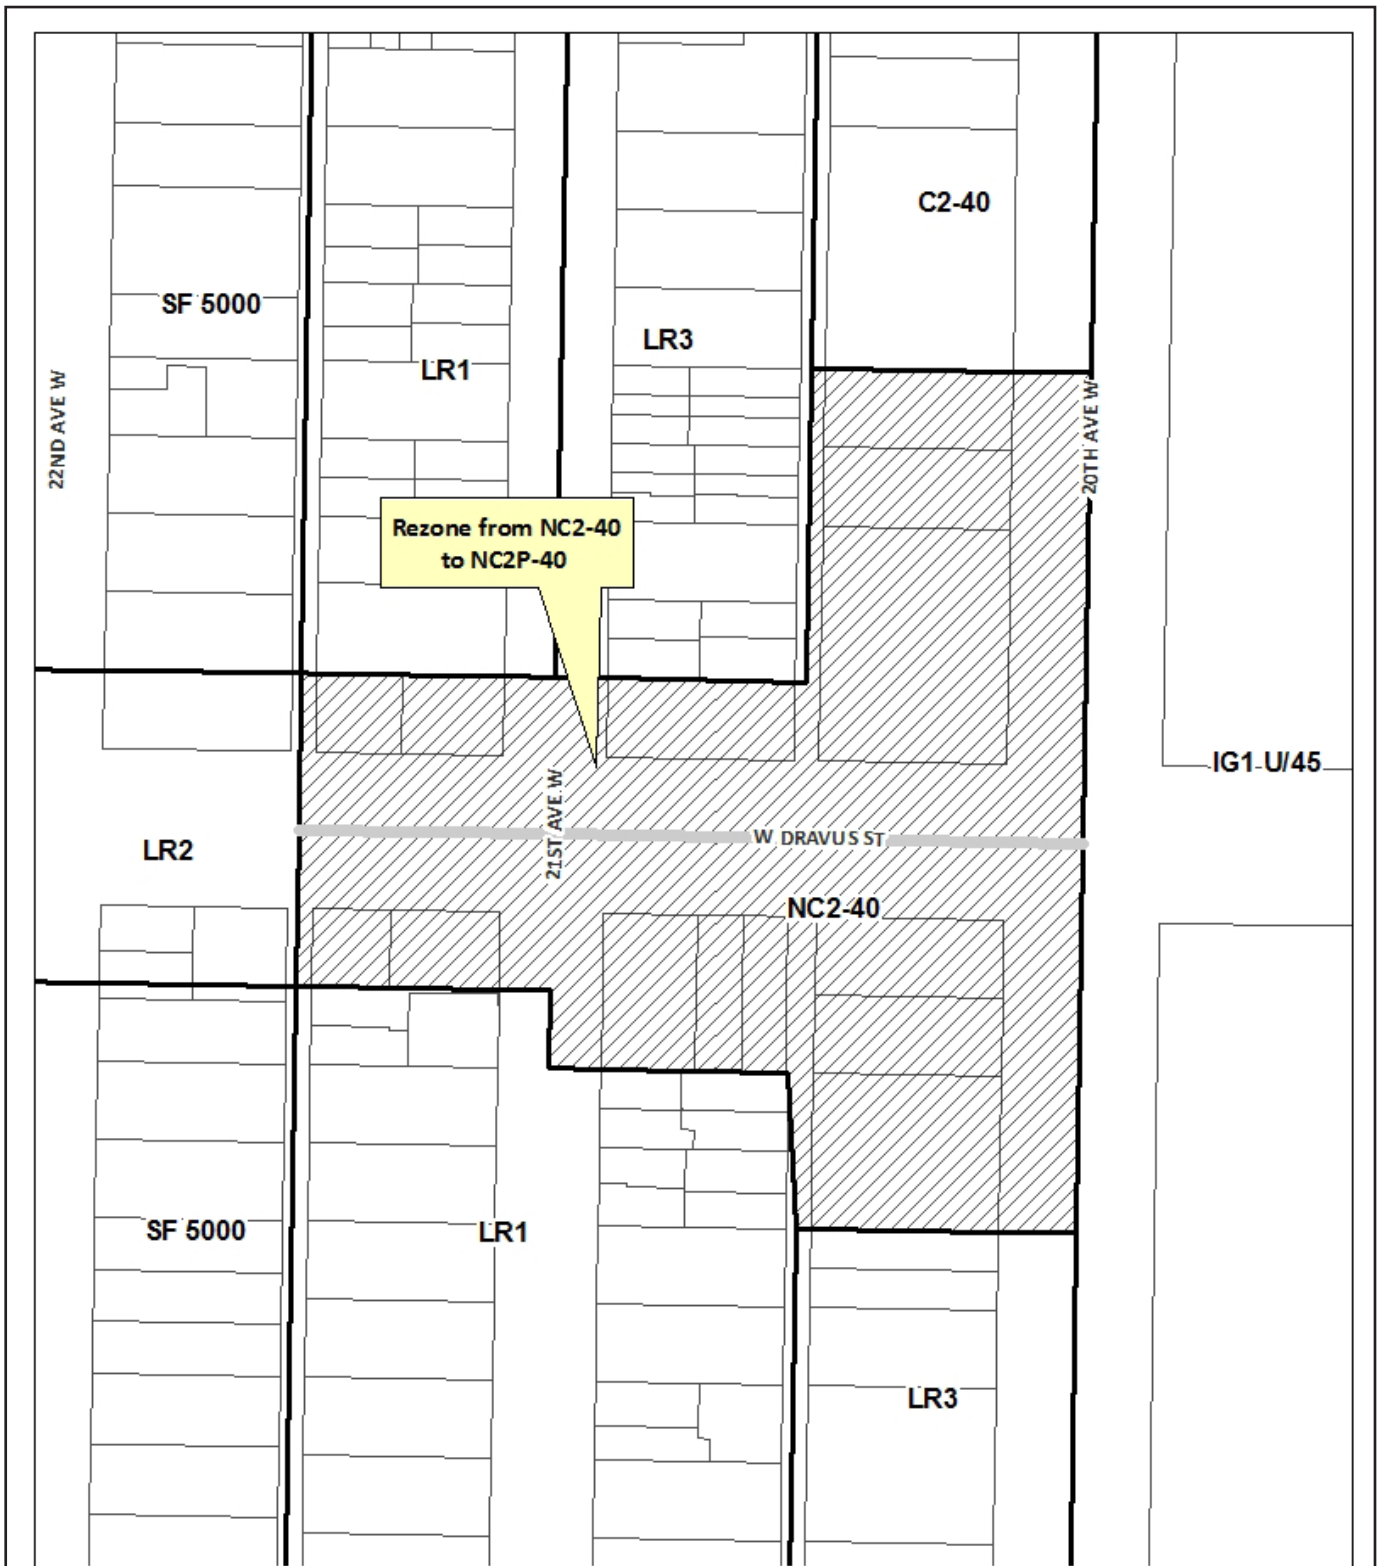 C2-40
SF 5000
LR3
LR1
22ND AVE W
20TH AVE W
Rezone from NC2-40
to NC2P-40
IG1 U/45
21ST AVE W
W DRAVUS ST
LR2
NC2-40
SF 5000
LR1
LR3